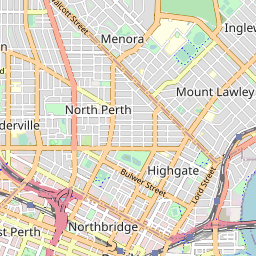 Walcott Street
Menora
Inglew
n
Mount Lawley
North Perth
derville
Highgate
Bulwer Street
Lord Street
Northbridge
st Perth